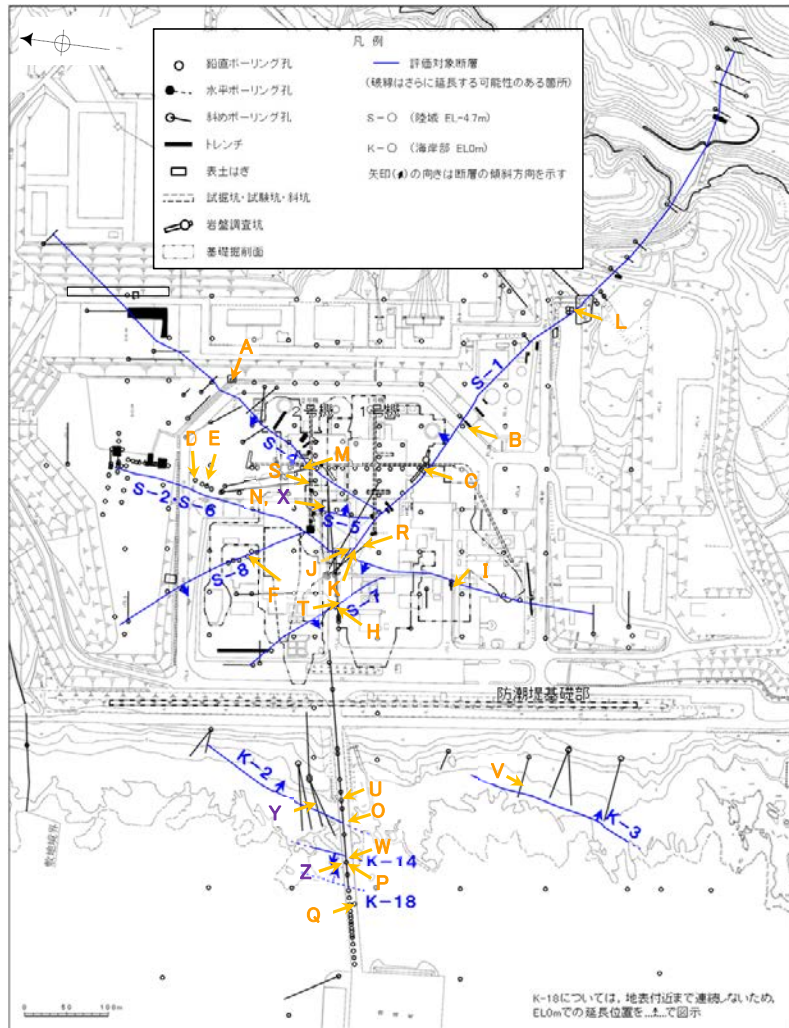 凡例
鉛直ボーリング孔
水平ボーリング孔
斜めボーリング孔
トレンチ
表土はぎ
試掘坑・試験坑・斜坑
岩盤調査坑
基礎掘削面
評価対象断層
(破線はさらに延長する可能性のある箇所)
S-○ (陸域 EL-4.7m)
K-○ (海岸部 EL0m)
矢印( )の向きは断層の傾斜方向を示す
L
A
S-1
2号機
1号機
B
D
E
S-4
M
S
G
N,
X
S-2・S-6
S-5
R
J
K
I
S-8
F
T
S-7
H
防潮堤基礎部
K-2
V
U
Y
O
K-3
W
K-14
Z
P
K-18
Q
敷地境界
0 50 100m
K-18については、地表付近まで連続しないため、
EL0mでの延長位置を で図示